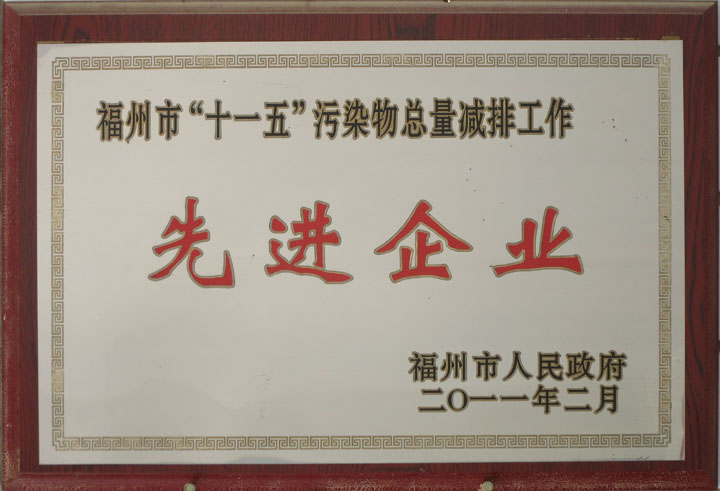 福州市“十一五”污染物总量减排工作
先进企业
福州市人民政府
二〇一一年二月